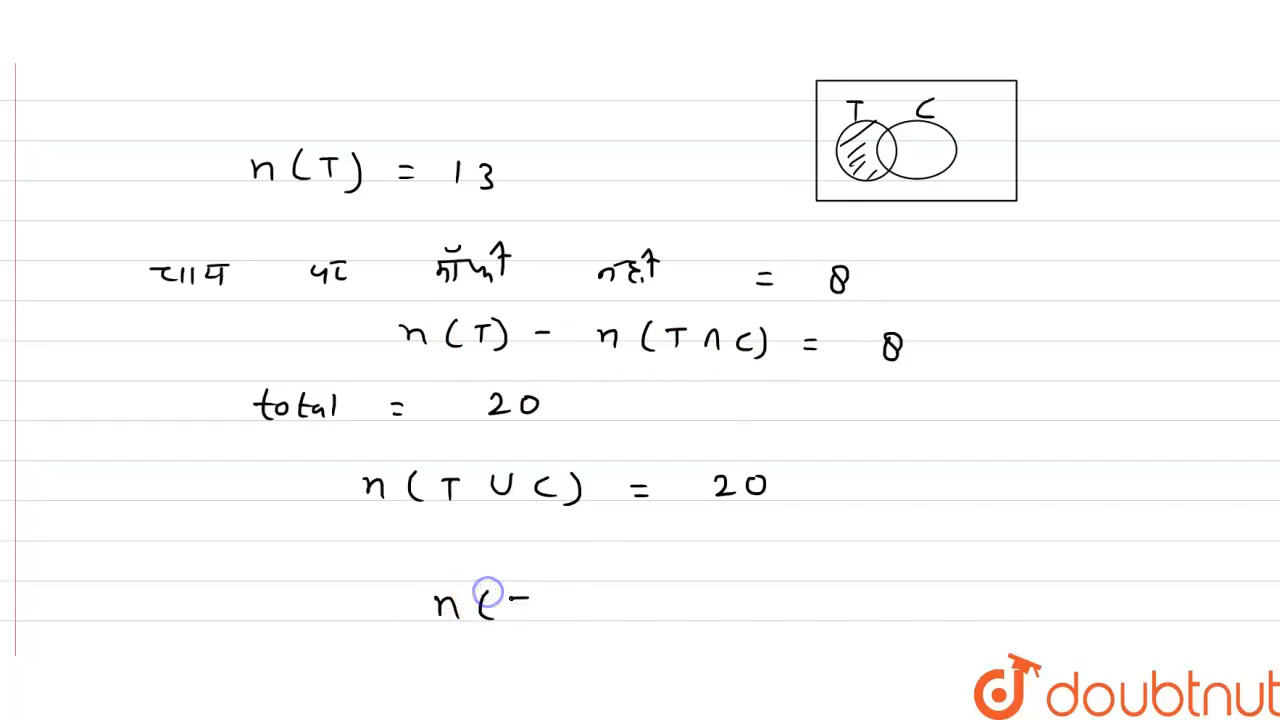 T C
n (T) = 13
चाय पर कॉफी नहीं = 8
n (T) - n (T ∩ C) = 8
total = 20
n ( T ∪ C ) = 20
n (
doubtnut